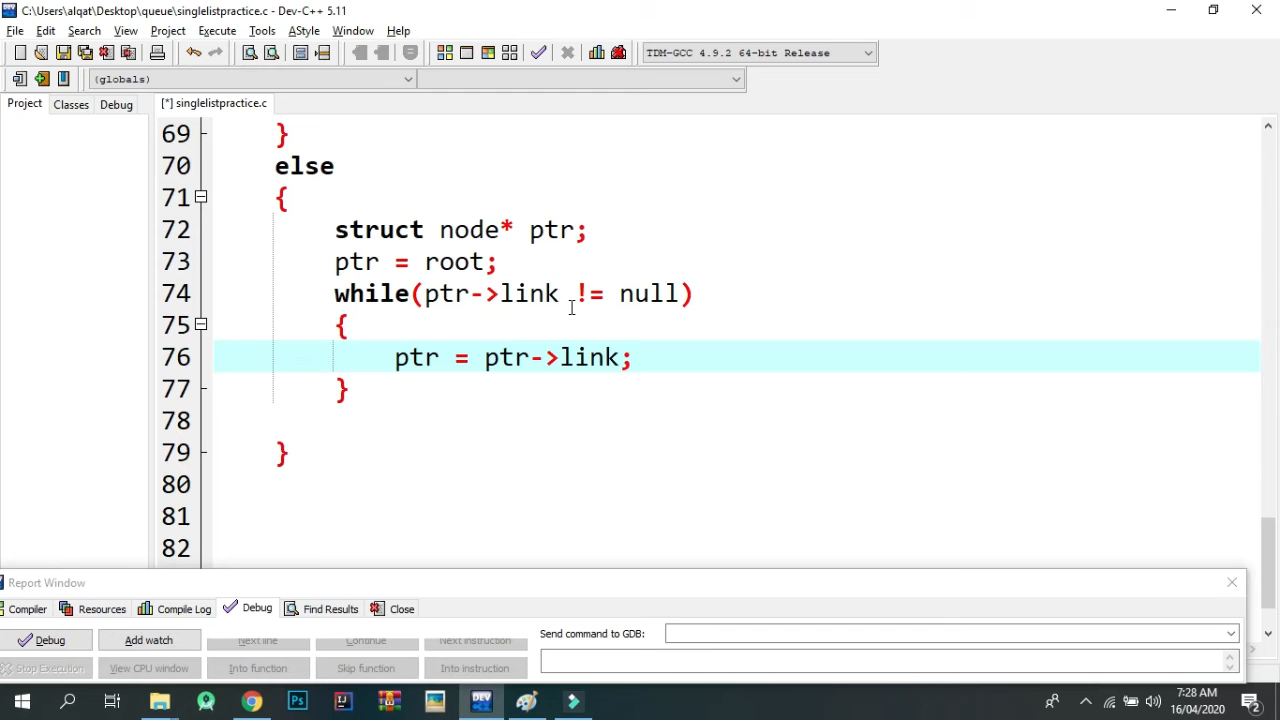 C:\Users\alqat\Desktop\queue\singlelistpractice.c - Dev-C++ 5.11
File Edit Search View Project Execute Tools AStyle Window Help
TDM-GCC 4.9.2 64-bit Release
(globals)
Project Classes Debug [*] singlelistpractice.c
69 }
70 else
71 {
72 struct node* ptr;
73 ptr = root;
74 while(ptr->link != null)
75 {
76 ptr = ptr->link;
77 }
78
79 }
80
81
82
Report Window
Compiler Resources Compile Log Debug Find Results Close
Debug Add watch Next line Continue Next instruction Send command to GDB:
Stop Execution View CPU window Into function Skip function Into instruction
Ps DEV
7:28 AM
16/04/2020
2